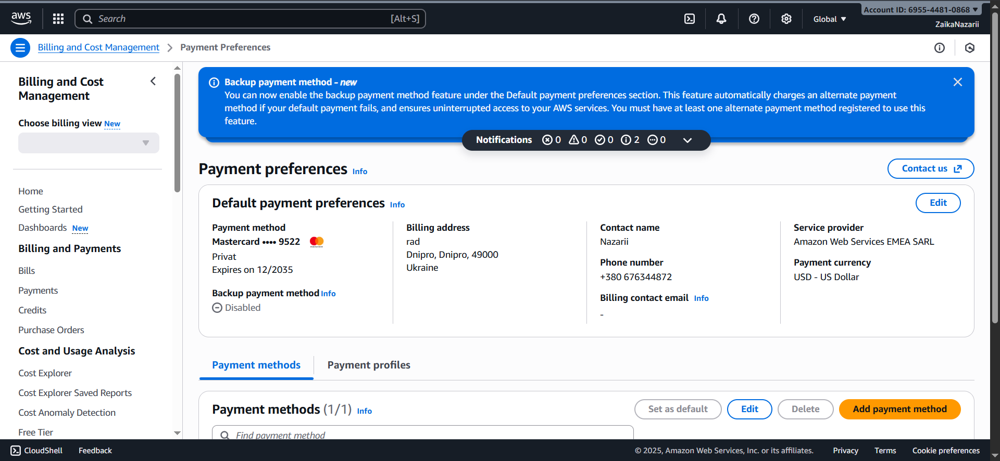 aws
Search [Alt+S]
Global
Account ID: 6955-4481-0868
ZaikaNazarii
Billing and Cost Management
Payment Preferences
Billing and Cost
Management
Choose billing view New
Home
Getting Started
Dashboards New
Billing and Payments
Bills
Payments
Credits
Purchase Orders
Cost and Usage Analysis
Cost Explorer
Cost Explorer Saved Reports
Cost Anomaly Detection
Free Tier
Backup payment method - new
You can now enable the backup payment method feature under the Default payment preferences section. This feature automatically charges an alternate payment
method if your default payment fails, and ensures uninterrupted access to your AWS services. You must have at least one alternate payment method registered to use this
feature.
Notifications 0 0 0 2 0
Payment preferences Info
Contact us
Default payment preferences Info
Edit
Payment method
Mastercard •••• 9522
Privat
Expires on 12/2035
Backup payment method Info
Disabled
Billing address
rad
Dnipro, Dnipro, 49000
Ukraine
Contact name
Nazarii
Phone number
+380 676344872
Billing contact email Info
-
Service provider
Amazon Web Services EMEA SARL
Payment currency
USD - US Dollar
Payment methods
Payment profiles
Payment methods (1/1) Info
Set as default
Edit
Delete
Add payment method
Find payment method
CloudShell
Feedback
© 2025, Amazon Web Services, Inc. or its affiliates.
Privacy
Terms
Cookie preferences